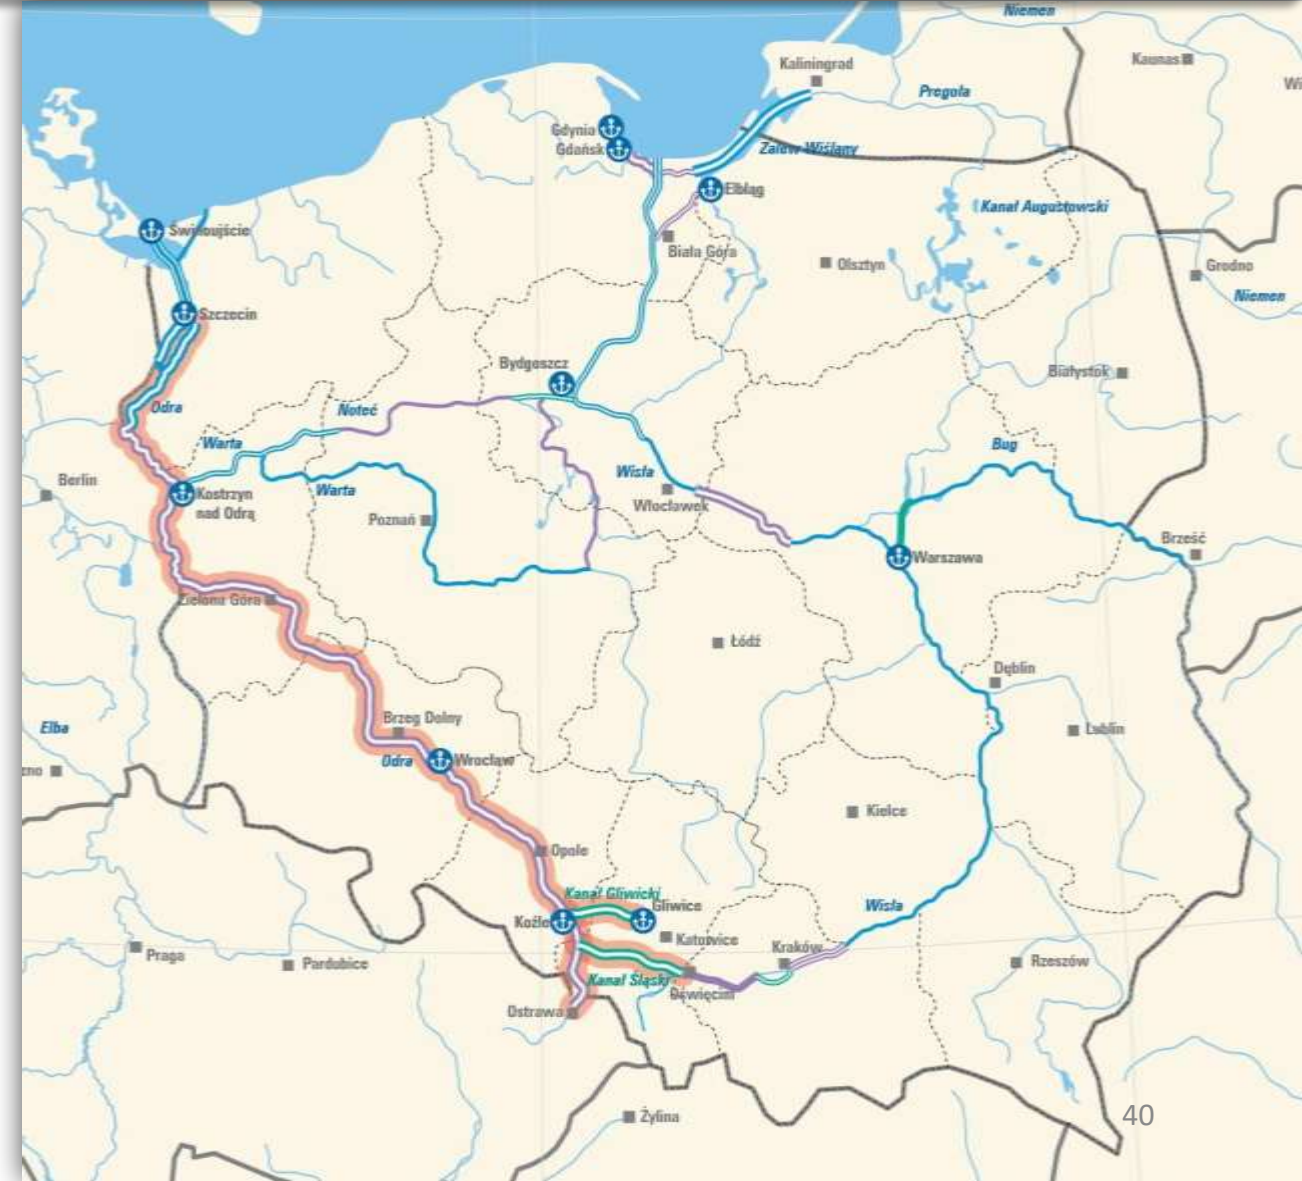 Niemen
Kaunas
Wi
Kaliningrad
Pregoła
Gdynia
Gdańsk
Zalew Wiślany
Elbląg
Kanał Augustowski
Świnoujście
Biała Góra
Olsztyn
Grodno
Niemen
Szczecin
Bydgoszcz
Białystok
Odra
Noteć
Warta
Bug
Berlin
Warta
Wisła
Kostrzyn
nad Odrą
Włocławek
Poznań
Brześć
Warszawa
Zielona Góra
Łódź
Dęblin
Brzeg Dolny
Elba
Lublin
Odra
Wrocław
zno
Kielce
Opole
Kanał Gliwicki
Gliwice
Wisła
Koźle
Katowice
Kraków
Praga
Pardubice
Rzeszów
Kanał Śląski
Oświęcim
Ostrawa
Żylina
40